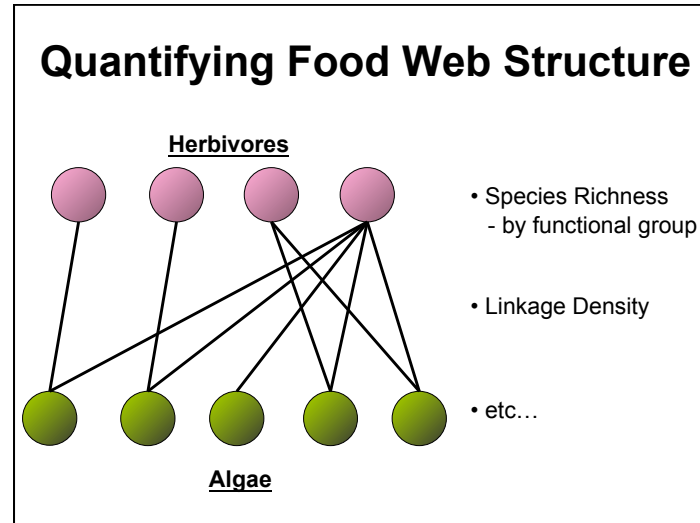 Quantifying Food Web Structure
Herbivores
• Species Richness
- by functional group
• Linkage Density
• etc…
Algae